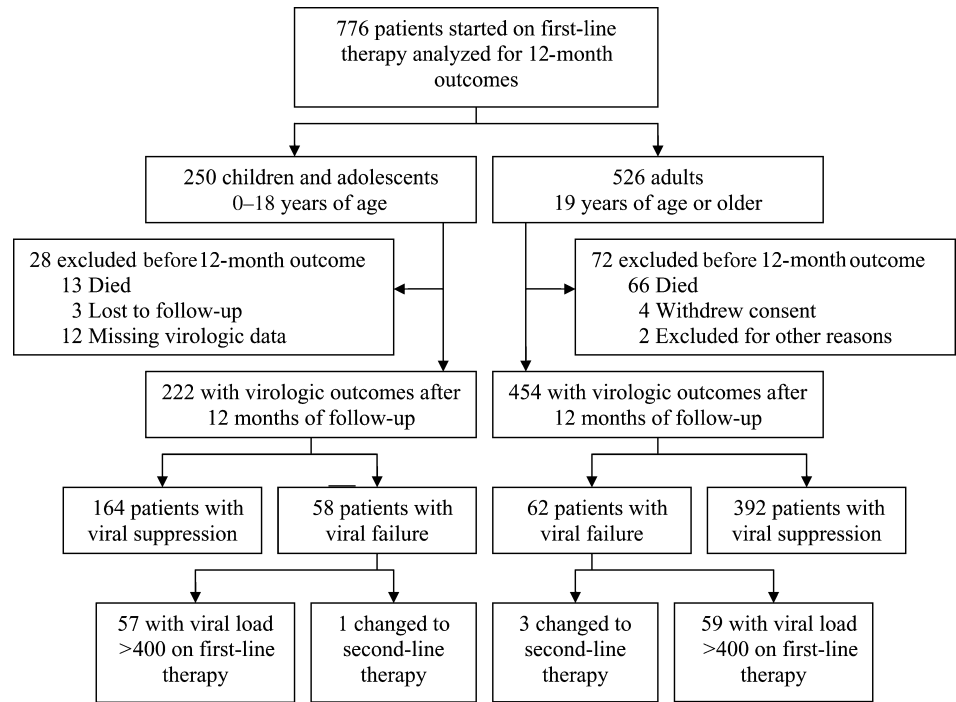 776 patients started on first-line
therapy analyzed for 12-month
outcomes
250 children and adolescents
0–18 years of age
526 adults
19 years of age or older
28 excluded before 12-month outcome
13 Died
3 Lost to follow-up
12 Missing virologic data
72 excluded before 12-month outcome
66 Died
4 Withdrew consent
2 Excluded for other reasons
222 with virologic outcomes after
12 months of follow-up
454 with virologic outcomes after
12 months of follow-up
164 patients with
viral suppression
58 patients with
viral failure
62 patients with
viral failure
392 patients with
viral suppression
57 with viral load
>400 on first-line
therapy
1 changed to
second-line
therapy
3 changed to
second-line
therapy
59 with viral load
>400 on first-line
therapy